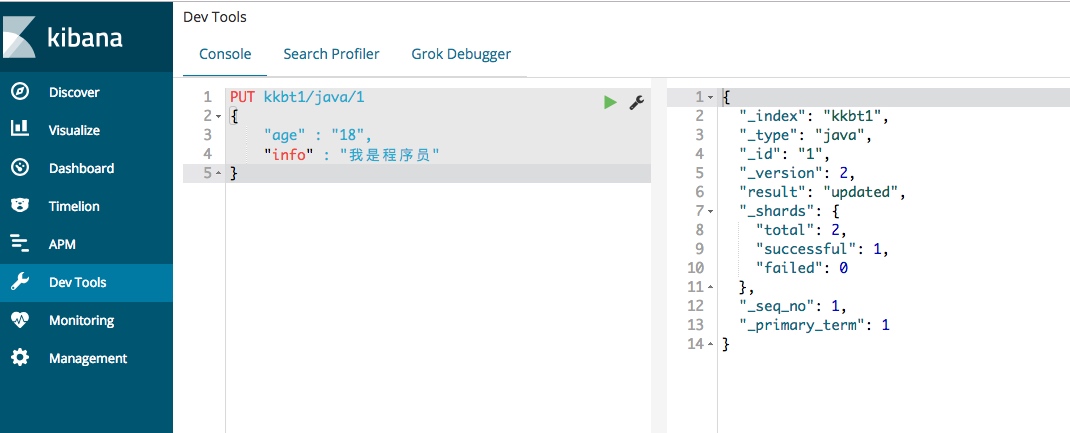 kibana
Discover
Visualize
Dashboard
Timelion
APM
Dev Tools
Monitoring
Management
Dev Tools
Console Search Profiler Grok Debugger
1 PUT kkbt1/java/1
2 {
3 "age" : "18",
4 "info" : "我是程序员"
5 }
1 {
2 "_index": "kkbt1",
3 "_type": "java",
4 "_id": "1",
5 "_version": 2,
6 "result": "updated",
7 "_shards": {
8 "total": 2,
9 "successful": 1,
10 "failed": 0
11 },
12 "_seq_no": 1,
13 "_primary_term": 1
14 }